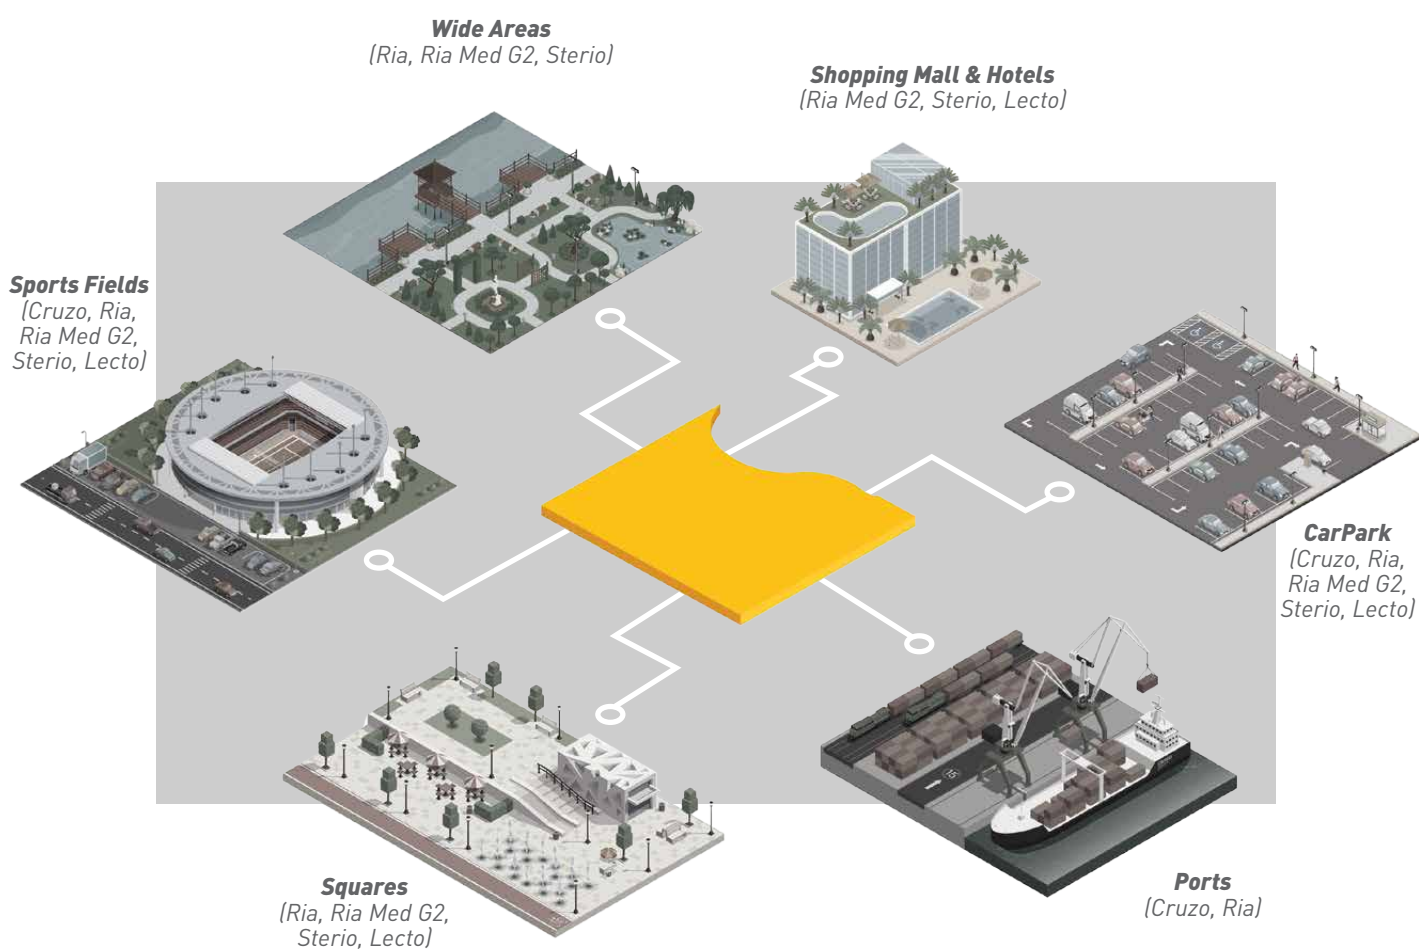 Wide Areas
(Ria, Ria Med G2, Sterio)
Shopping Mall & Hotels
(Ria Med G2, Sterio, Lecto)
Sports Fields
(Cruzo, Ria,
Ria Med G2,
Sterio, Lecto)
CarPark
(Cruzo, Ria,
Ria Med G2,
Sterio, Lecto)
15
Squares
(Ria, Ria Med G2,
Sterio, Lecto)
Ports
(Cruzo, Ria)